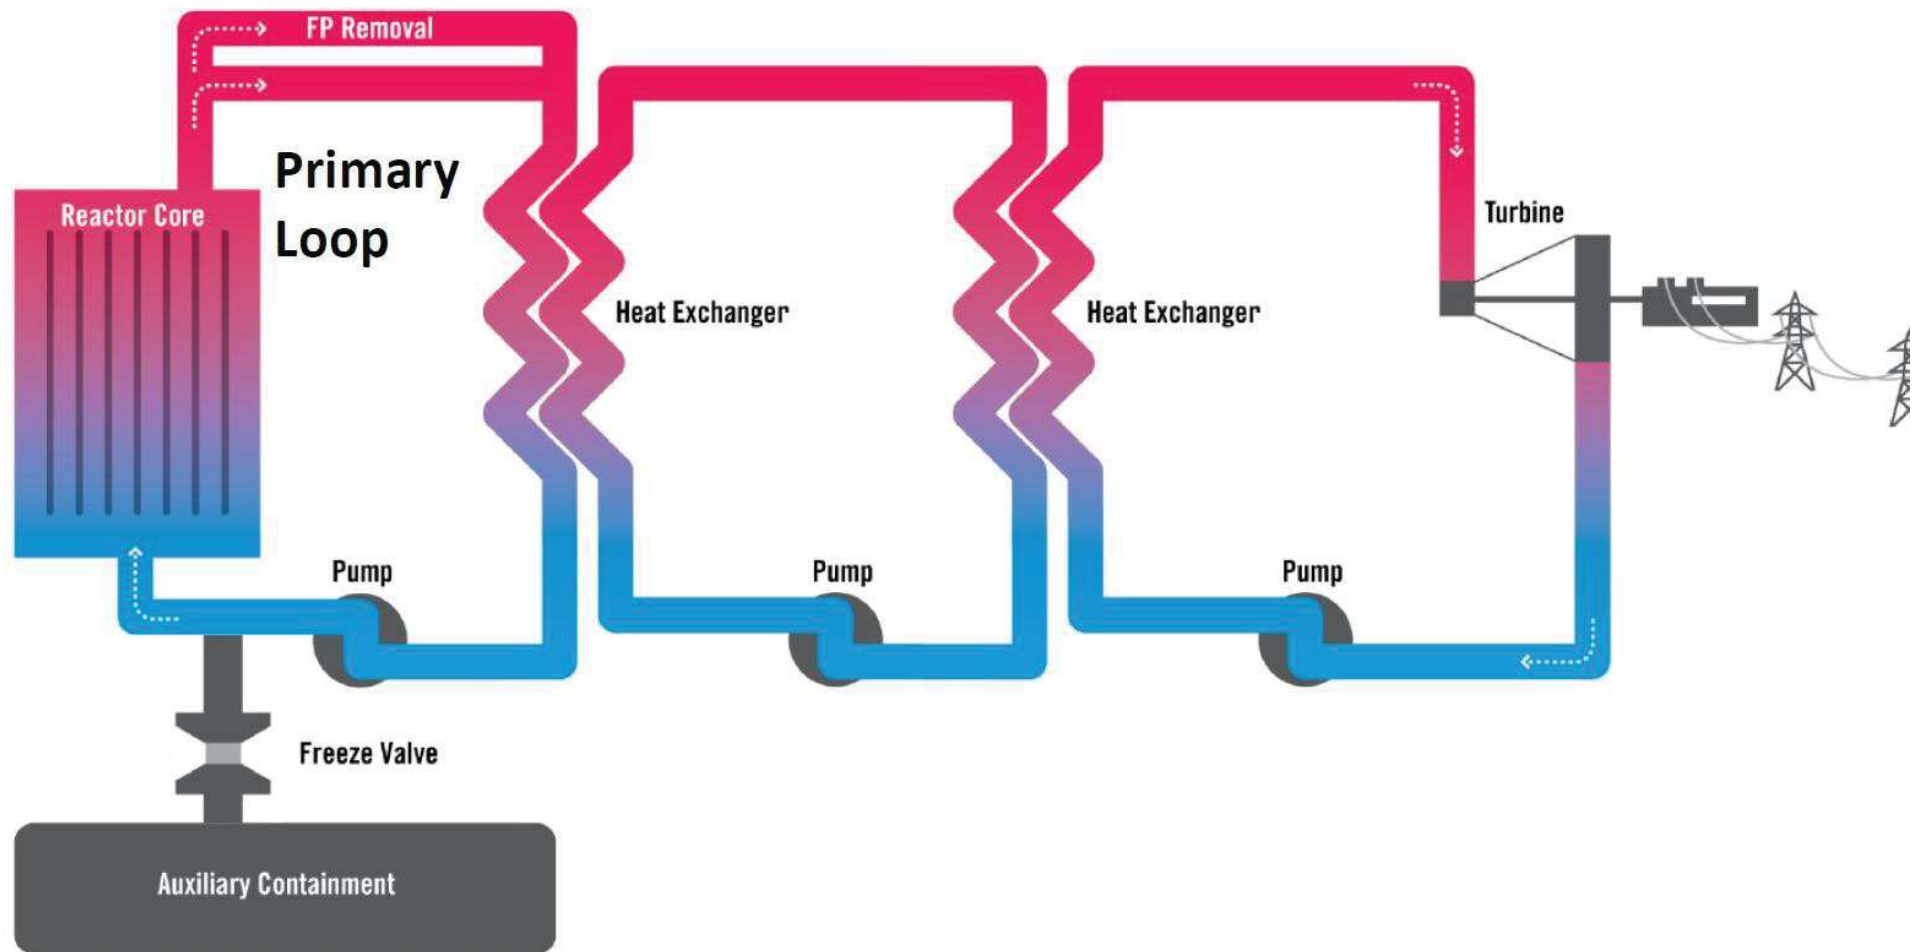 FP Removal
Primary
Loop
Reactor Core
Turbine
Heat Exchanger
Heat Exchanger
Pump
Pump
Pump
Freeze Valve
Auxiliary Containment